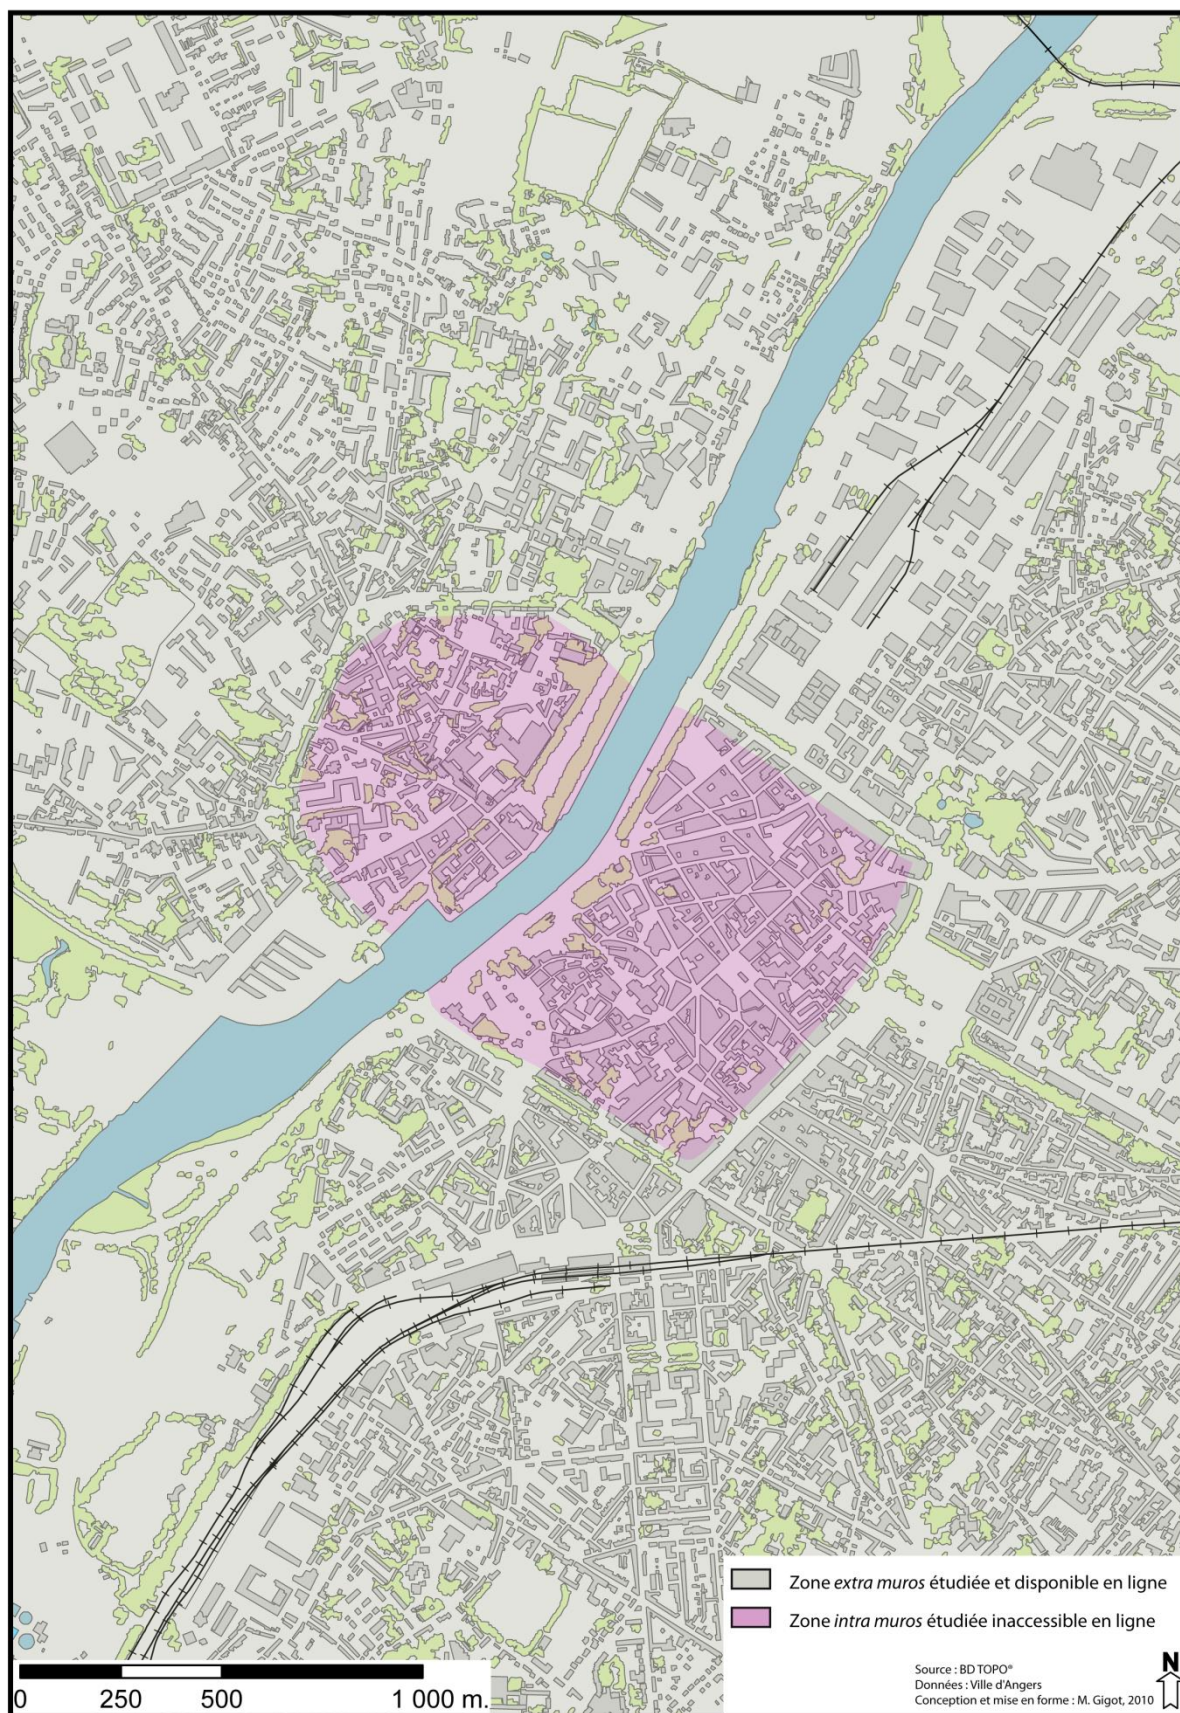 Zone extra muros étudiée et disponible en ligne
Zone intra muros étudiée inaccessible en ligne
Source : BD TOPO®
Données : Ville d'Angers
Conception et mise en forme : M. Gigot, 2010
N
0 250 500 1 000 m.